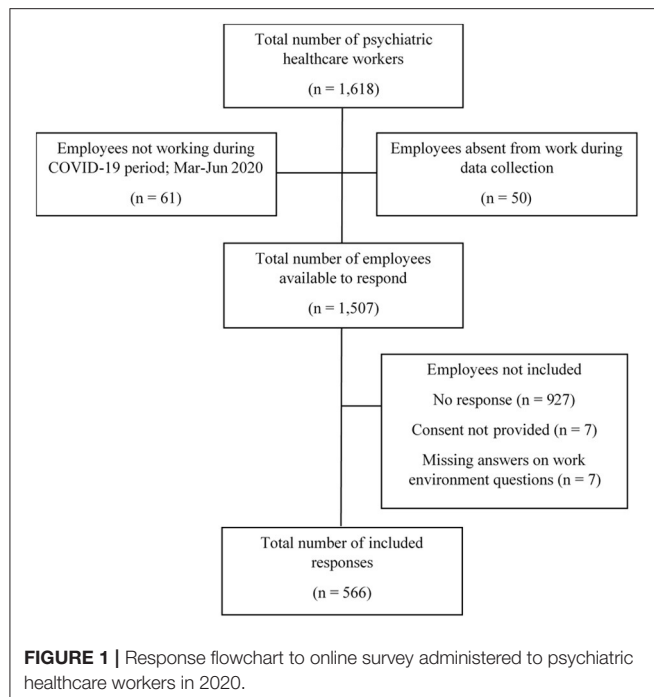 Total number of psychiatric
healthcare workers
(n = 1,618)
Employees not working during
COVID-19 period; Mar-Jun 2020
(n = 61)
Employees absent from work during
data collection
(n = 50)
Total number of employees
available to respond
(n = 1,507)
Employees not included
No response (n = 927)
Consent not provided (n = 7)
Missing answers on work
environment questions (n = 7)
Total number of included
responses
(n = 566)
FIGURE 1 | Response flowchart to online survey administered to psychiatric
healthcare workers in 2020.